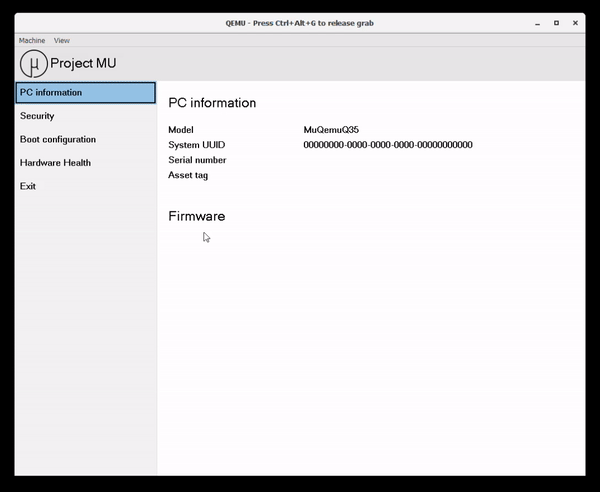 QEMU - Press Ctrl+Alt+G to release grab
Machine View
µ Project MU
PC information
Security
Boot configuration
Hardware Health
Exit
PC information
Model MuQemuQ35
System UUID 00000000-0000-0000-0000-000000000000
Serial number
Asset tag
Firmware